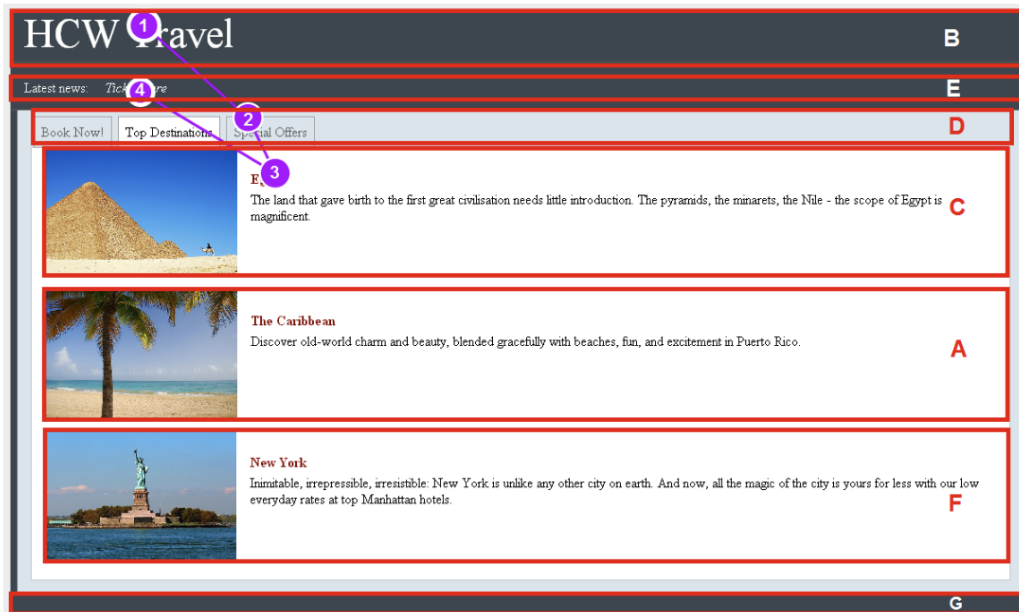 HCW Travel
1
B
Latest news:
4
E
2
Book Now!
Top Destinations
Special Offers
D
3
The land that gave birth to the first great civilisation needs little introduction. The pyramids, the minarets, the Nile - the scope of Egypt is
magnificent.
C
The Caribbean
Discover old-world charm and beauty, blended gracefully with beaches, fun, and excitement in Puerto Rico.
A
New York
Inimitable, irrepressible, irresistible: New York is unlike any other city on earth. And now, all the magic of the city is yours for less with our low
everyday rates at top Manhattan hotels.
F
G